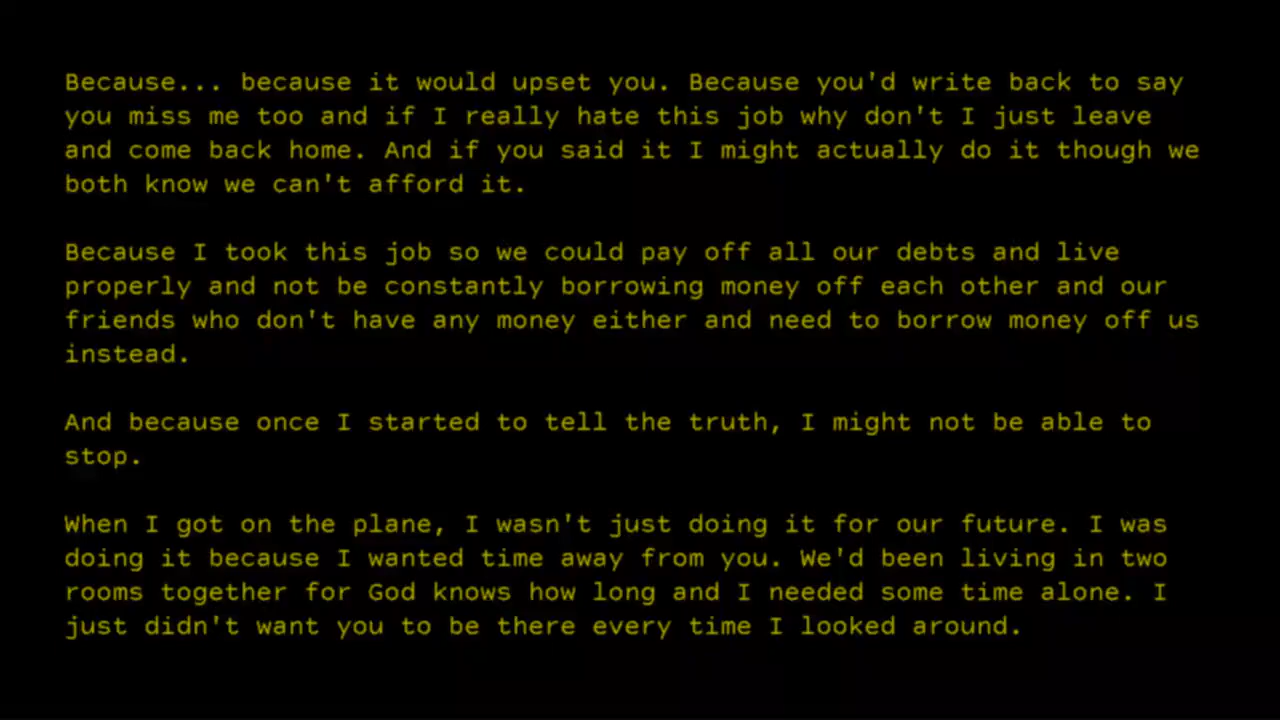 Because... because it would upset you. Because you'd write back to say
you miss me too and if I really hate this job why don't I just leave
and come back home. And if you said it I might actually do it though we
both know we can't afford it.
Because I took this job so we could pay off all our debts and live
properly and not be constantly borrowing money off each other and our
friends who don't have any money either and need to borrow money off us
instead.
And because once I started to tell the truth, I might not be able to
stop.
When I got on the plane, I wasn't just doing it for our future. I was
doing it because I wanted time away from you. We'd been living in two
rooms together for God knows how long and I needed some time alone. I
just didn't want you to be there every time I looked around.